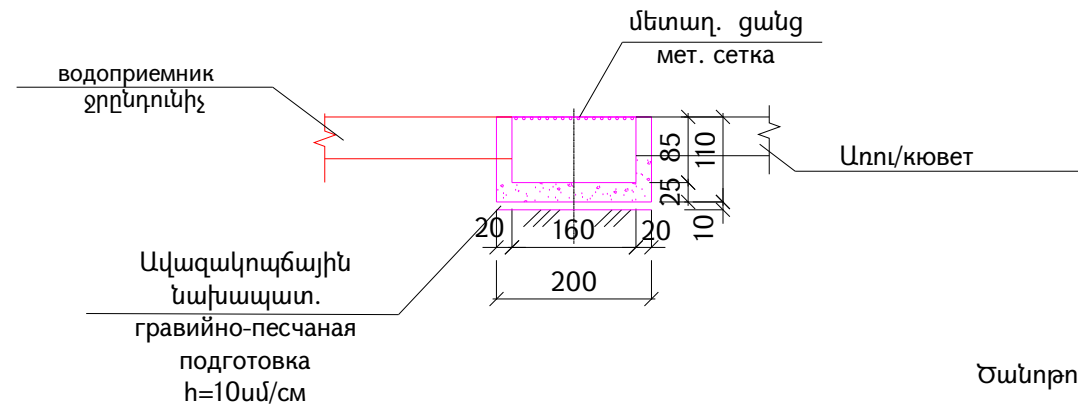 մետաղ. ցանց
мет. сетка
водоприемник
ջրընդունիչ
85
110
25
10
Առու/кювет
20
160
20
200
Ավազակոպճային
նախապատ.
гравийно-песчаная
подготовка
h=10սմ/см
Ծանոթո